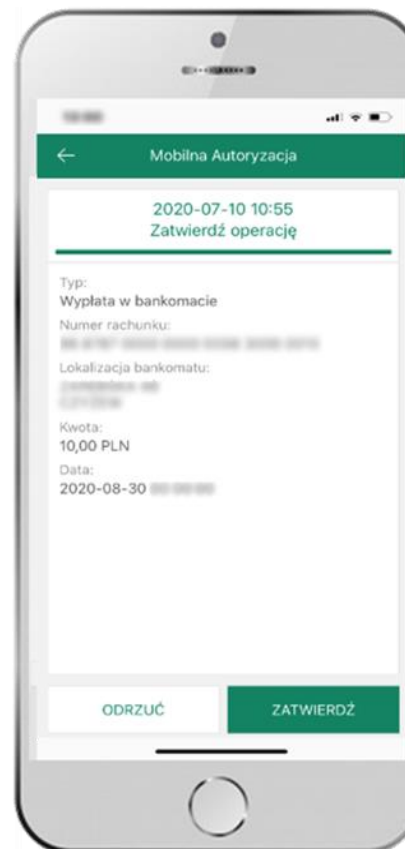 Mobilna Autoryzacja
2020-07-10 10:55
Zatwierdź operację
Typ:
Wypłata w bankomacie
Numer rachunku:
Lokalizacja bankomatu:
Kwota:
10,00 PLN
Data:
2020-08-30
ODRZUĆ
ZATWIERDŹ